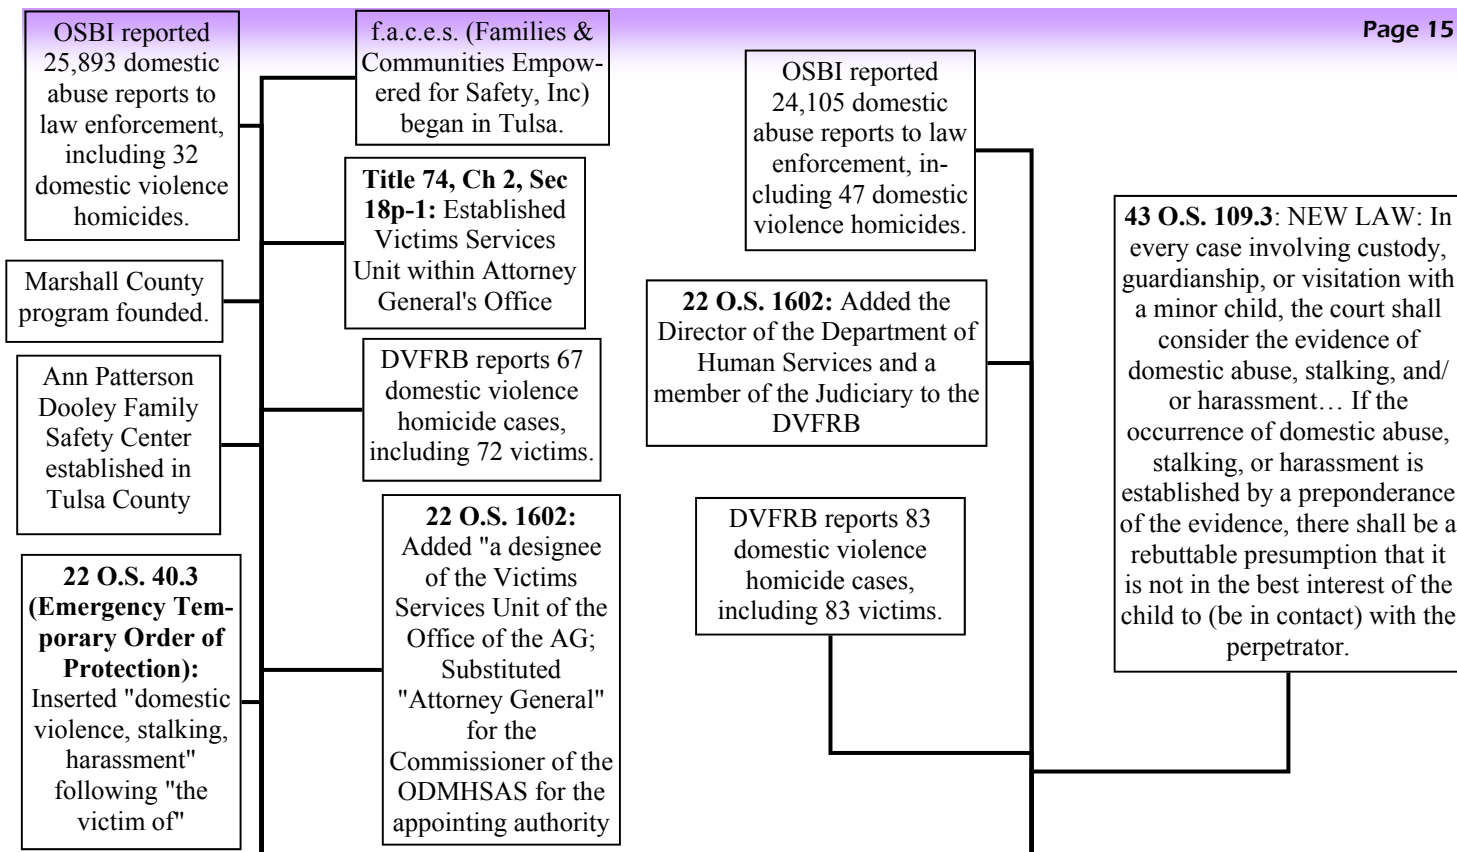 Page 15
OSBI reported
25,893 domestic
abuse reports to
law enforcement,
including 32
domestic violence
homicides.
Marshall County
program founded.
Ann Patterson
Dooley Family
Safety Center
established in
Tulsa County
22 O.S. 40.3
(Emergency Tem-
porary Order of
Protection):
Inserted "domestic
violence, stalking,
harassment"
following "the
victim of"
f.a.c.e.s. (Families &
Communities Empow-
ered for Safety, Inc)
began in Tulsa.
Title 74, Ch 2, Sec
18p-1: Established
Victims Services
Unit within Attorney
General's Office
DVFRB reports 67
domestic violence
homicide cases,
including 72 victims.
22 O.S. 1602:
Added "a designee
of the Victims
Services Unit of the
Office of the AG;
Substituted
"Attorney General"
for the
Commissioner of the
ODMHSAS for the
appointing authority
OSBI reported
24,105 domestic
abuse reports to law
enforcement, in-
cluding 47 domestic
violence homicides.
22 O.S. 1602: Added the
Director of the Department of
Human Services and a
member of the Judiciary to the
DVFRB
DVFRB reports 83
domestic violence
homicide cases,
including 83 victims.
43 O.S. 109.3: NEW LAW: In
every case involving custody,
guardianship, or visitation with
a minor child, the court shall
consider the evidence of
domestic abuse, stalking, and/
or harassment… If the
occurrence of domestic abuse,
stalking, or harassment is
established by a preponderance
of the evidence, there shall be a
rebuttable presumption that it
is not in the best interest of the
child to (be in contact) with the
perpetrator.